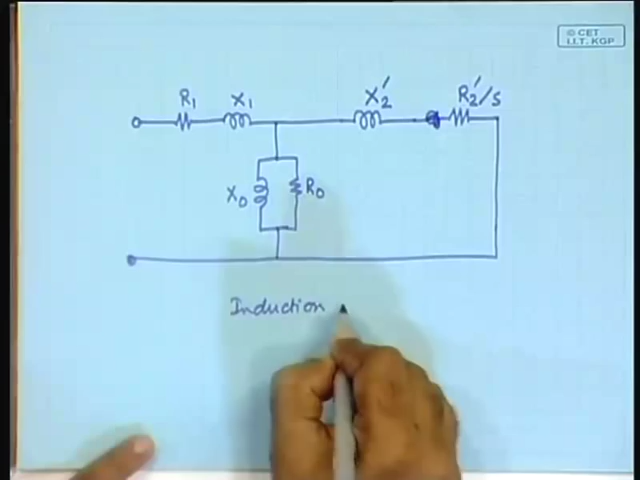 © CET
I.I.T. KGP
R₁ X₁ X₂′ R₂′/s
X₀ R₀
Induction